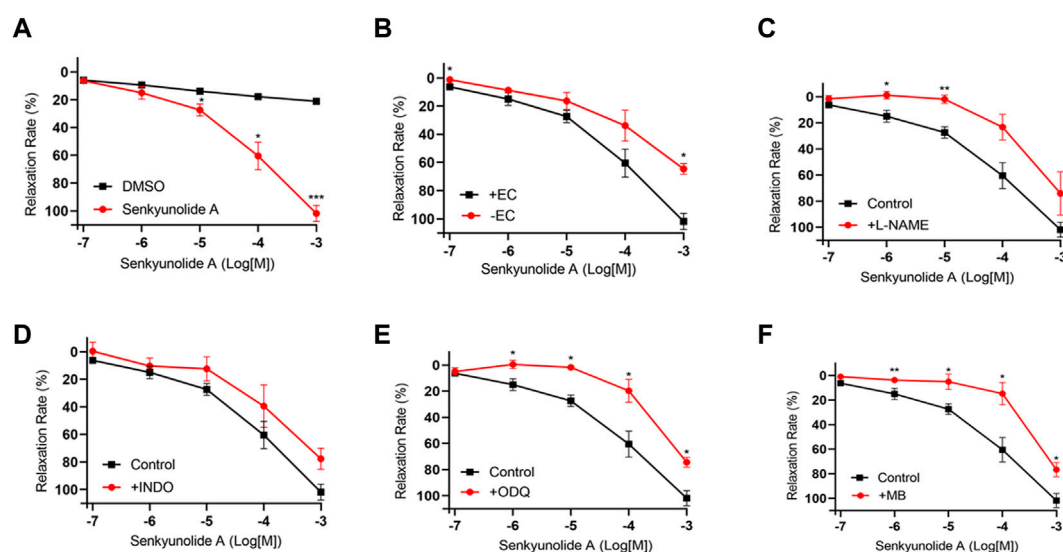 A
Relaxation Rate (%)
0
20
40
60
80
100
*
*
***
DMSO
Senkyunolide A
-7 -6 -5 -4 -3
Senkyunolide A (Log[M])
B
Relaxation Rate (%)
0
20
40
60
80
100
*
*
+EC
-EC
-7 -6 -5 -4 -3
Senkyunolide A (Log[M])
C
Relaxation Rate (%)
0
20
40
60
80
100
*
**
Control
+L-NAME
-7 -6 -5 -4 -3
Senkyunolide A (Log[M])
D
Relaxation Rate (%)
0
20
40
60
80
100
Control
+INDO
-7 -6 -5 -4 -3
Senkyunolide A (Log[M])
E
Relaxation Rate (%)
0
20
40
60
80
100
*
*
*
*
Control
+ODQ
-7 -6 -5 -4 -3
Senkyunolide A (Log[M])
F
Relaxation Rate (%)
0
20
40
60
80
100
**
*
*
*
Control
+MB
-7 -6 -5 -4 -3
Senkyunolide A (Log[M])